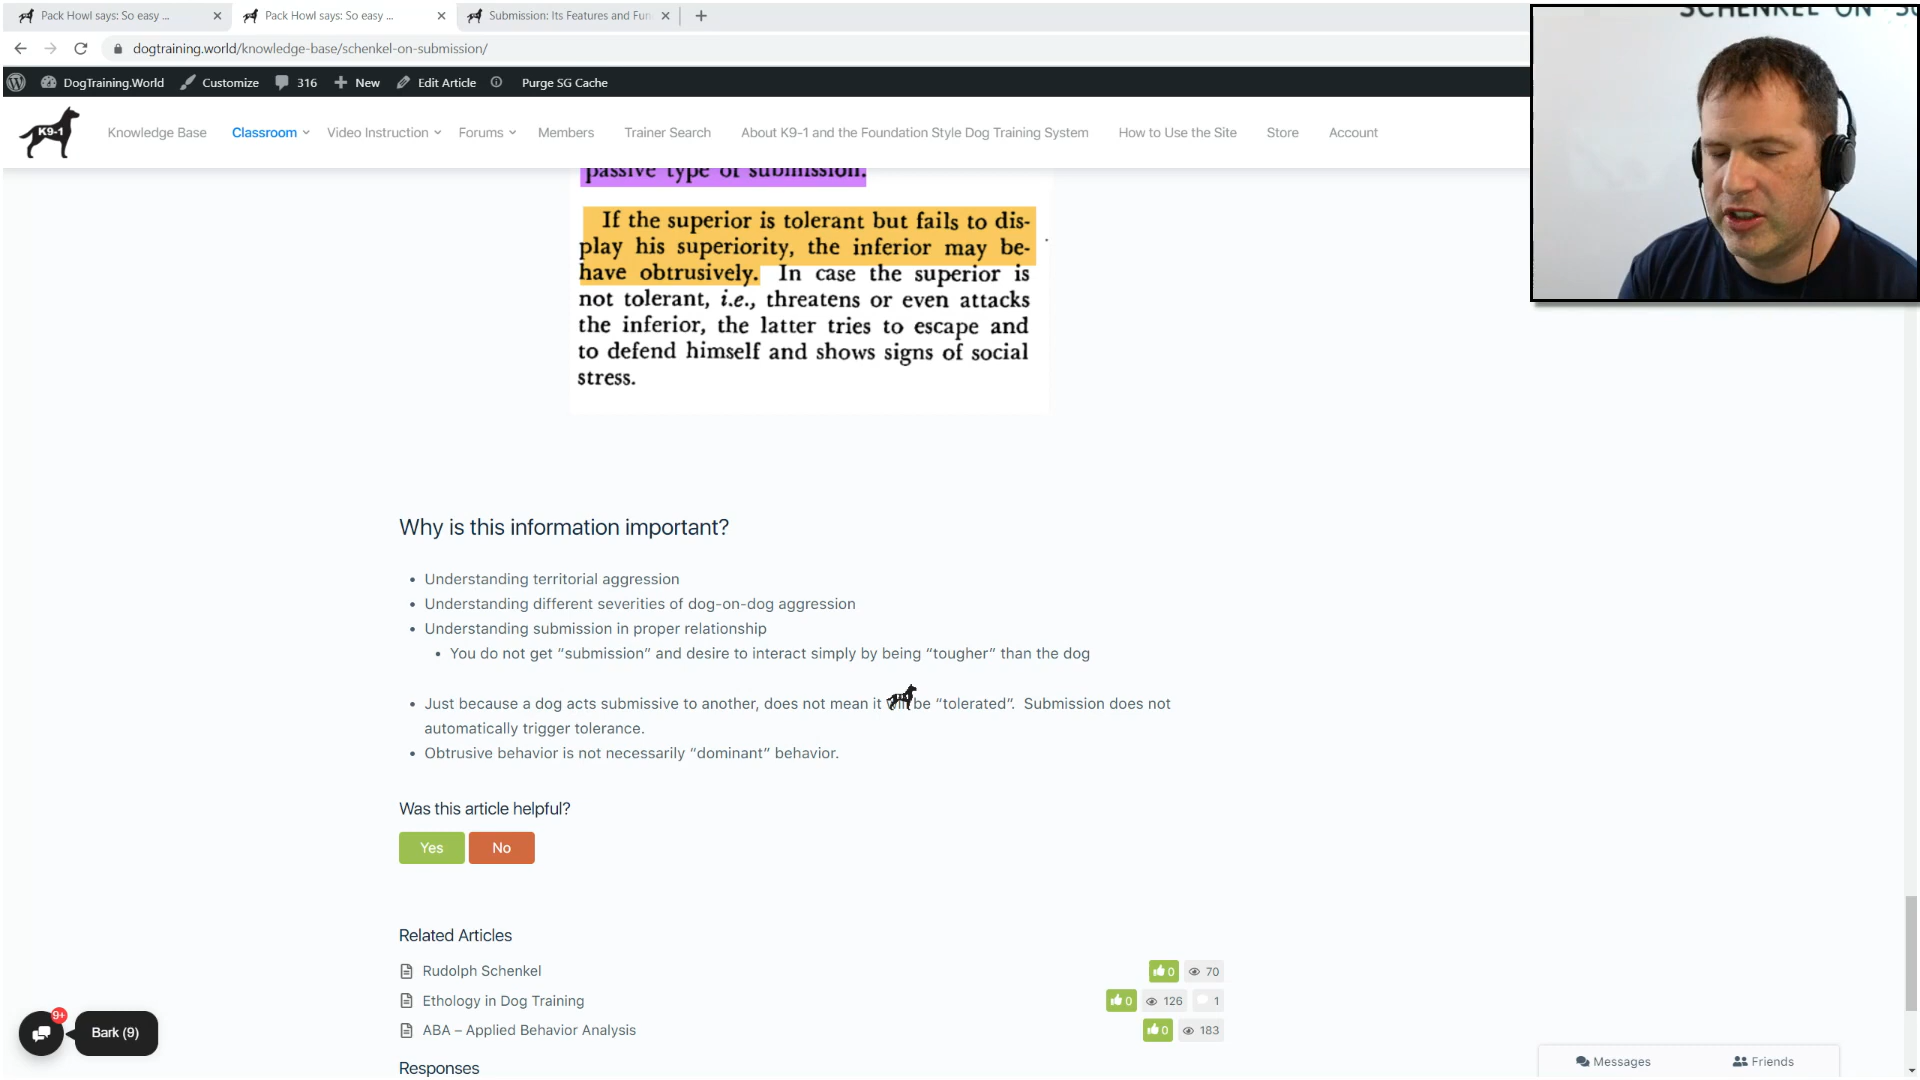 Pack Howl says: So easy ...
Pack Howl says: So easy ...
Submission: Its Features and Fun
SCHENKEL ON
dogtraining.world/knowledge-base/schenkel-on-submission/
DogTraining.World
Customize
316
New
Edit Article
Purge SG Cache
K9-1
Knowledge Base
Classroom
Video Instruction
Forums
Members
Trainer Search
About K9-1 and the Foundation Style Dog Training System
How to Use the Site
Store
Account
passive type of submission.
If the superior is tolerant but fails to dis-
play his superiority, the inferior may be-
have obtrusively. In case the superior is
not tolerant, i.e., threatens or even attacks
the inferior, the latter tries to escape and
to defend himself and shows signs of social
stress.
Why is this information important?
Understanding territorial aggression
Understanding different severities of dog-on-dog aggression
Understanding submission in proper relationship
You do not get “submission” and desire to interact simply by being “tougher” than the dog
Just because a dog acts submissive to another, does not mean it will be “tolerated”. Submission does not
automatically trigger tolerance.
Obtrusive behavior is not necessarily “dominant” behavior.
Was this article helpful?
Yes No
Related Articles
Rudolph Schenkel 0 70
Ethology in Dog Training 0 126 1
9+
Bark (9)
ABA – Applied Behavior Analysis 0 183
Responses
Messages
Friends